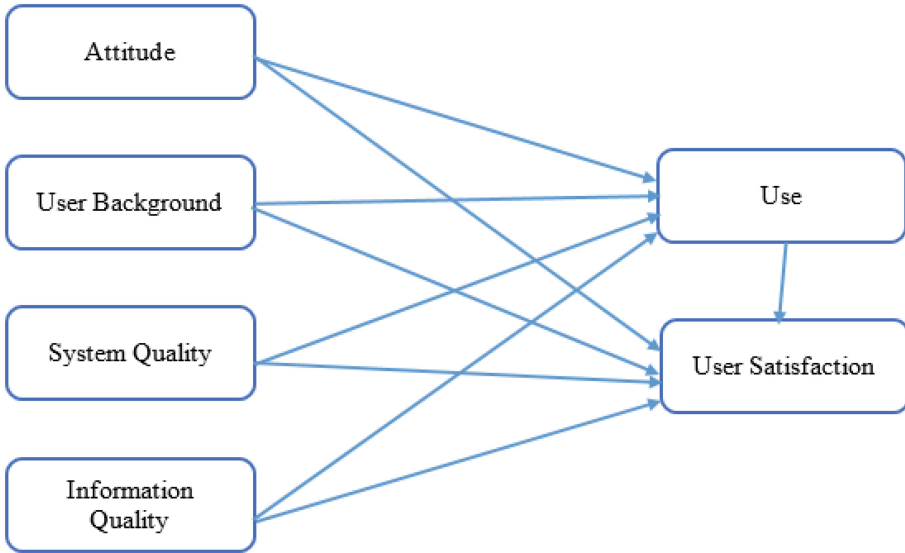 Attitude
User Background
System Quality
Information
Quality
Use
User Satisfaction